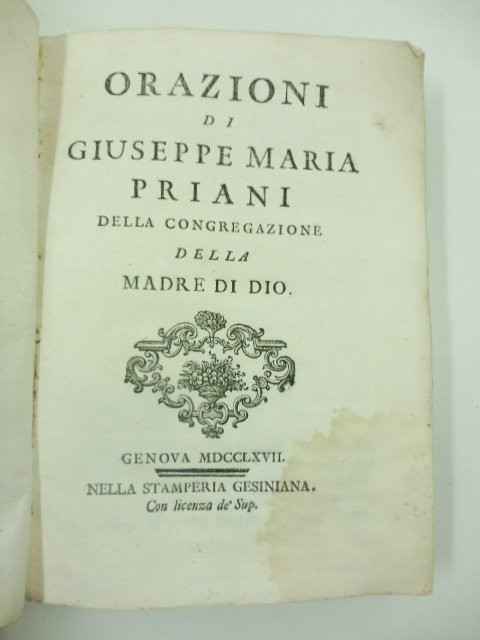 ORAZIONI
DI
GIUSEPPE MARIA
PRIANI
DELLA CONGREGAZIONE
DELLA
MADRE DI DIO.
GENOVA MDCCLXVII.
NELLA STAMPERIA GESINIANA.
Con licenza de' Sup.